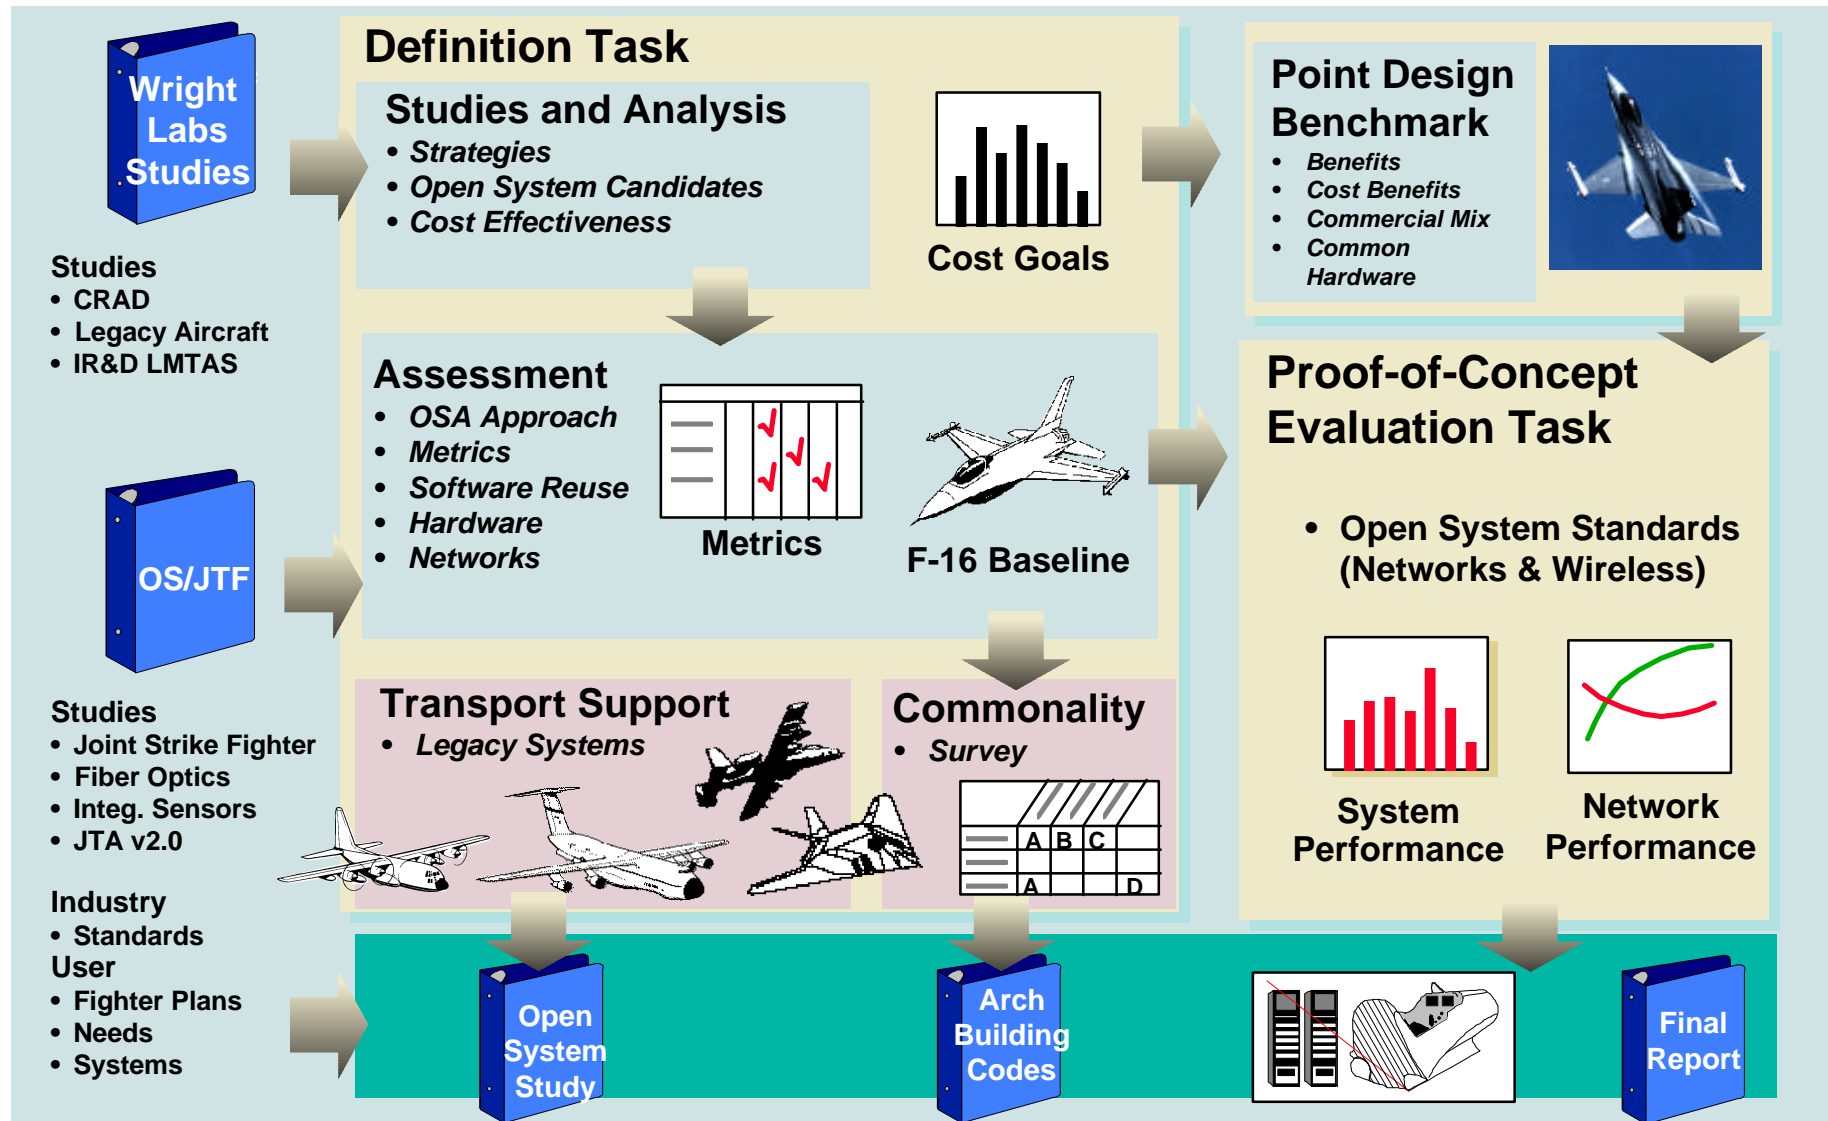 Wright
Labs
Studies
Studies
• CRAD
• Legacy Aircraft
• IR&D LMTAS
OS/JTF
Studies
• Joint Strike Fighter
• Fiber Optics
• Integ. Sensors
• JTA v2.0
Industry
• Standards
User
• Fighter Plans
• Needs
• Systems
Definition Task
Studies and Analysis
• Strategies
• Open System Candidates
• Cost Effectiveness
Cost Goals
Assessment
• OSA Approach
• Metrics
• Software Reuse
• Hardware
• Networks
Metrics
F-16 Baseline
Transport Support
• Legacy Systems
Commonality
• Survey
A B C
A D
Point Design
Benchmark
• Benefits
• Cost Benefits
• Commercial Mix
• Common
Hardware
Proof-of-Concept
Evaluation Task
• Open System Standards
(Networks & Wireless)
System
Performance
Network
Performance
Open
System
Study
Arch
Building
Codes
Final
Report